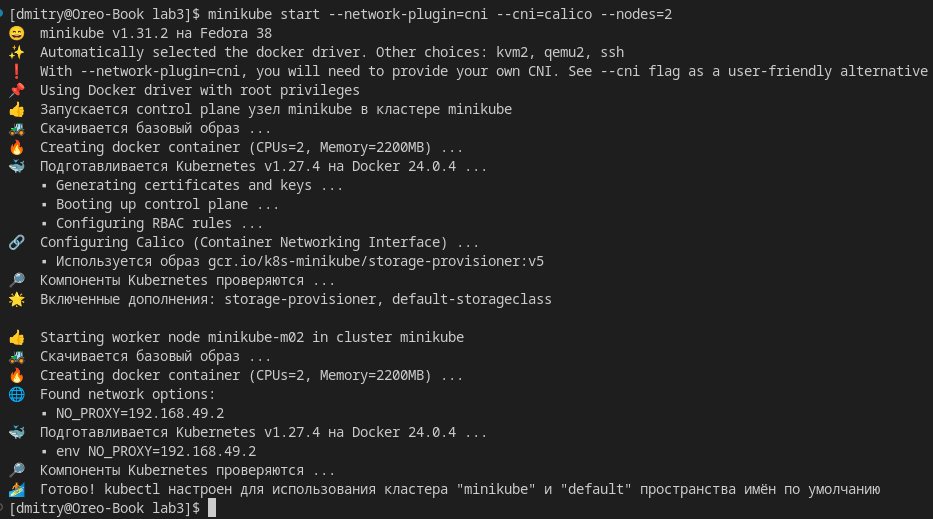 [dmitry@Oreo-Book lab3]$ minikube start --network-plugin=cni --cni=calico --nodes=2
😄  minikube v1.31.2 на Fedora 38
✨  Automatically selected the docker driver. Other choices: kvm2, qemu2, ssh
❗  With --network-plugin=cni, you will need to provide your own CNI. See --cni flag as a user-friendly alternative
📌  Using Docker driver with root privileges
👍  Запускается control plane узел minikube в кластере minikube
🚜  Скачивается базовый образ ...
🔥  Creating docker container (CPUs=2, Memory=2200MB) ...
🐳  Подготавливается Kubernetes v1.27.4 на Docker 24.0.4 ...
    ▪ Generating certificates and keys ...
    ▪ Booting up control plane ...
    ▪ Configuring RBAC rules ...
🔗  Configuring Calico (Container Networking Interface) ...
    ▪ Используется образ gcr.io/k8s-minikube/storage-provisioner:v5
🔎  Компоненты Kubernetes проверяются ...
🌟  Включенные дополнения: storage-provisioner, default-storageclass
👍  Starting worker node minikube-m02 in cluster minikube
🚜  Скачивается базовый образ ...
🔥  Creating docker container (CPUs=2, Memory=2200MB) ...
🌐  Found network options:
    ▪ NO_PROXY=192.168.49.2
🐳  Подготавливается Kubernetes v1.27.4 на Docker 24.0.4 ...
    ▪ env NO_PROXY=192.168.49.2
🔎  Компоненты Kubernetes проверяются ...
🏄  Готово! kubectl настроен для использования кластера "minikube" и "default" пространства имён по умолчанию
[dmitry@Oreo-Book lab3]$